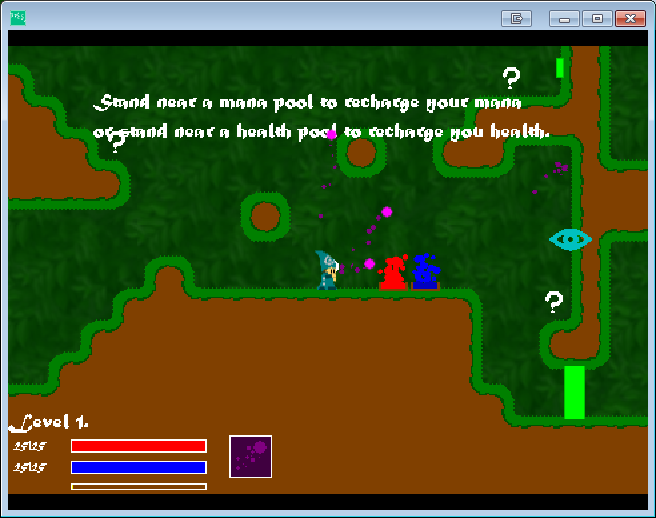 Stand near a mana pool to recharge your mana
?
or stand near a health pool to recharge you health.
?
?
Level 1.
25\25
25\25